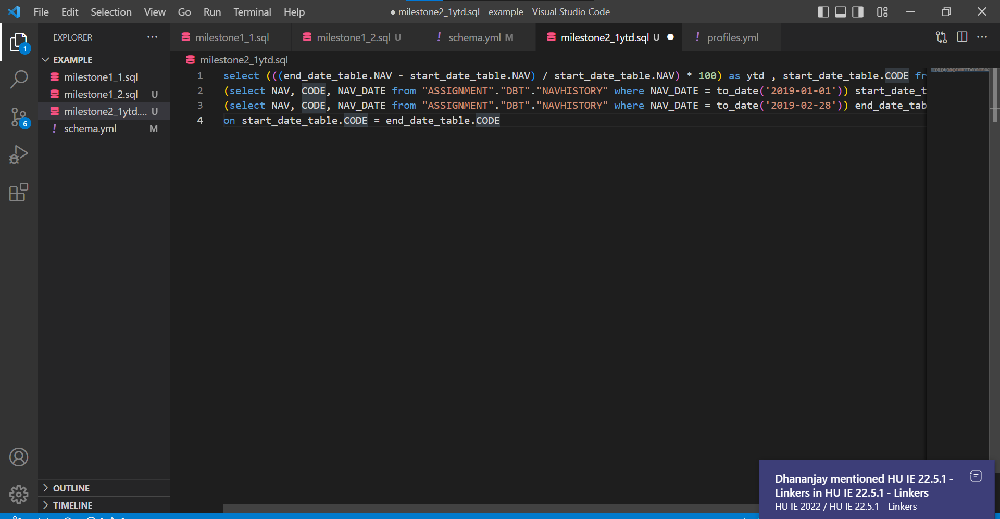 File Edit Selection View Go Run Terminal Help
● milestone2_1ytd.sql - example - Visual Studio Code
EXPLORER
1
EXAMPLE
milestone1_1.sql
milestone1_2.sql U
milestone2_1ytd.... U
schema.yml M
6
OUTLINE
TIMELINE
milestone1_1.sql
milestone1_2.sql U
! schema.yml M
milestone2_1ytd.sql U
! profiles.yml
milestone2_1ytd.sql
1 select (((end_date_table.NAV - start_date_table.NAV) / start_date_table.NAV) * 100) as ytd , start_date_table.CODE fr
2 (select NAV, CODE, NAV_DATE from "ASSIGNMENT"."DBT"."NAVHISTORY" where NAV_DATE = to_date('2019-01-01')) start_date_t
3 (select NAV, CODE, NAV_DATE from "ASSIGNMENT"."DBT"."NAVHISTORY" where NAV_DATE = to_date('2019-02-28')) end_date_tab
4 on start_date_table.CODE = end_date_table.CODE
Dhananjay mentioned HU IE 22.5.1 -
Linkers in HU IE 22.5.1 - Linkers
HU IE 2022 / HU IE 22.5.1 - Linkers